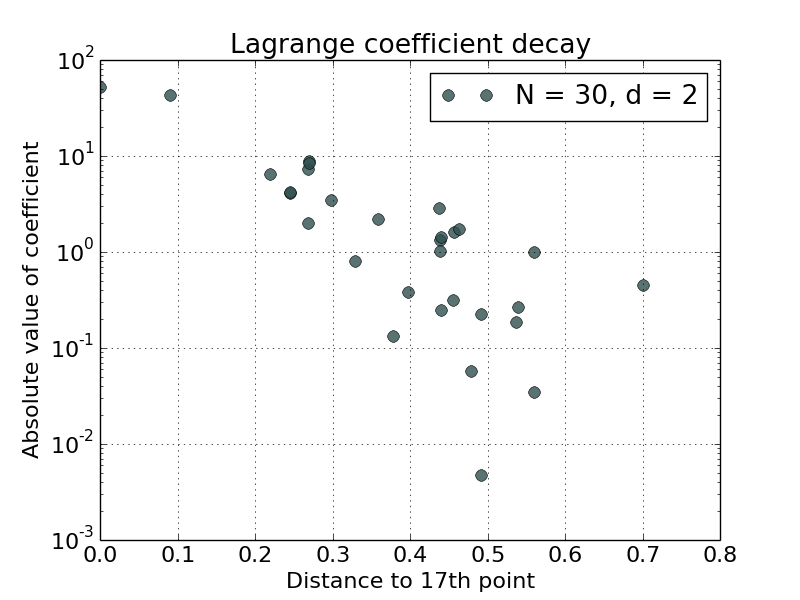 Lagrange coefficient decay
N = 30, d = 2
Absolute value of coefficient
10^2
10^1
10^0
10^-1
10^-2
10^-3
0.0 0.1 0.2 0.3 0.4 0.5 0.6 0.7 0.8
Distance to 17th point